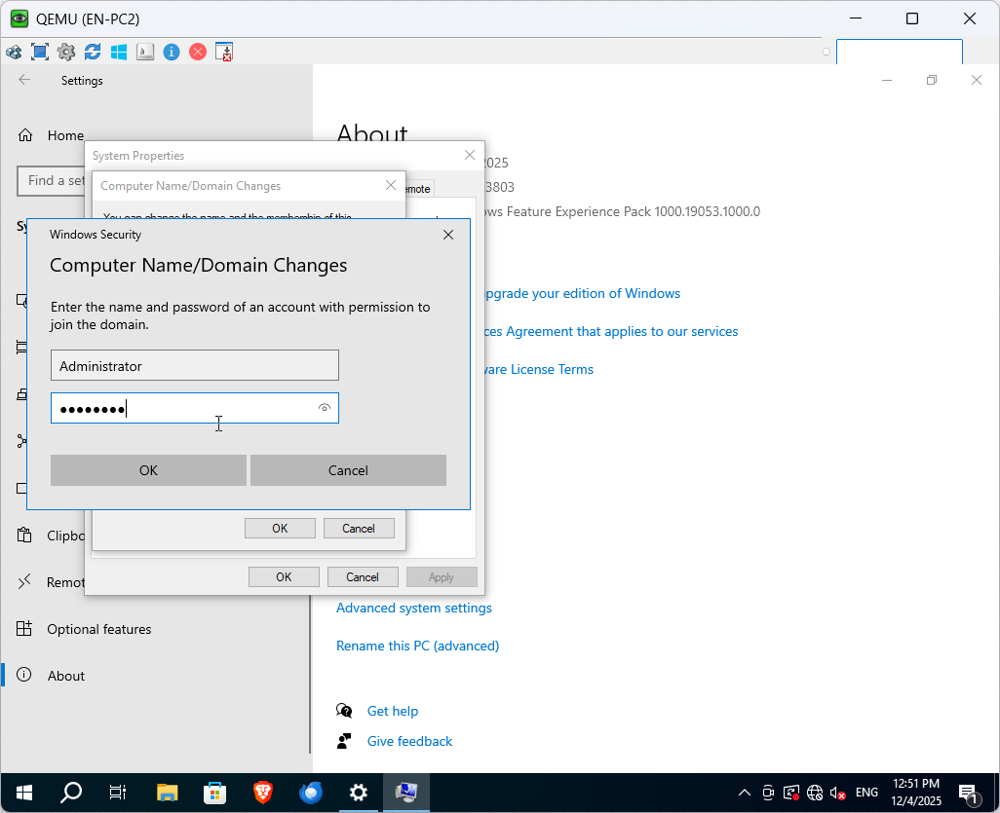 QEMU (EN-PC2)
Settings
Home
About
System Properties
2025
Computer Name/Domain Changes
3803
Find a set
You can change the name and the membership of this
ws Feature Experience Pack 1000.19053.1000.0
Windows Security
Computer Name/Domain Changes
upgrade your edition of Windows
Enter the name and password of an account with permission to
join the domain.
ces Agreement that applies to our services
Administrator
ware License Terms
●●●●●●●●
OK
Cancel
OK
Cancel
Clipbo
OK
Cancel
Apply
Remot
Advanced system settings
Optional features
Rename this PC (advanced)
About
Get help
Give feedback
ENG
12:51 PM
12/4/2025
1